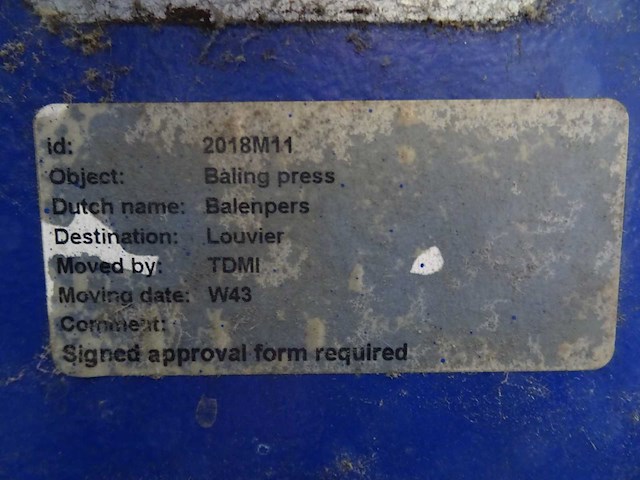 id: 2018M11
Object: Baling press
Dutch name: Balenpers
Destination: Louvier
Moved by: TDMI
Moving date: W43
Comment:
Signed approval form required